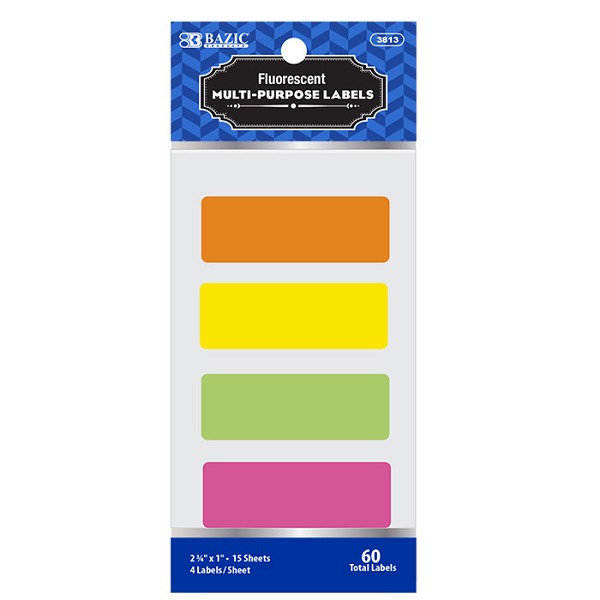 BAZIC
PRODUCTS
3813
Fluorescent
MULTI-PURPOSE LABELS
2 ¾" x 1" • 15 Sheets
4 Labels/Sheet
60
Total Labels